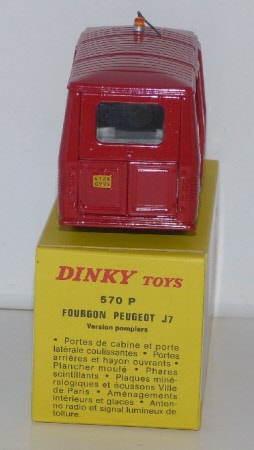 DINKY TOYS
570 P
FOURGON PEUGEOT J7
Version pompiers
• Portes de cabine et porte
latérale coulissantes • Portes
arrières et hayon ouvrants •
Plancher moulé • Phares
scintillants • Plaques miné-
ralogiques et écussons Ville
de Paris • Aménagements
intérieurs et glaces • Anten-
no radio et signal lumineux de
toiture.